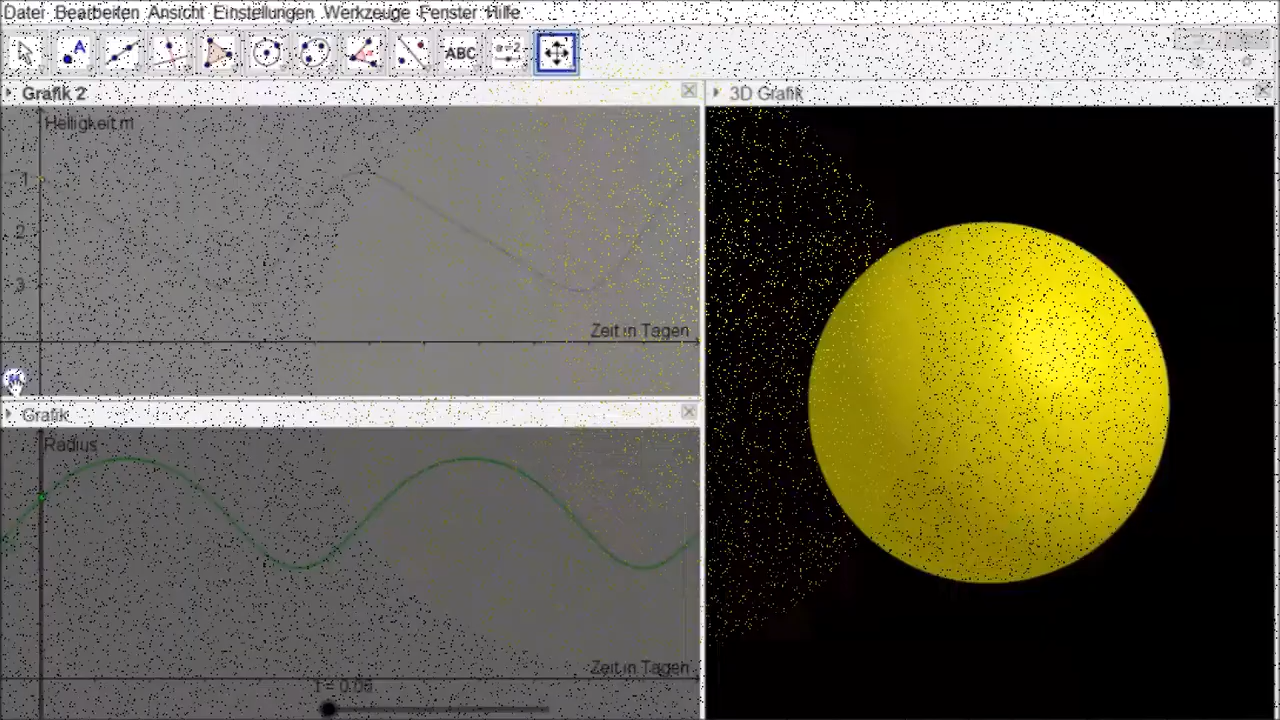 Datei Bearbeiten Ansicht Einstellungen Werkzeuge Fenster Hilfe
A ABC a=2
Grafik 2
3D Grafik
Helligkeit m
1
2
3
Zeit in Tagen
Grafik
Radius
Zeit in Tagen